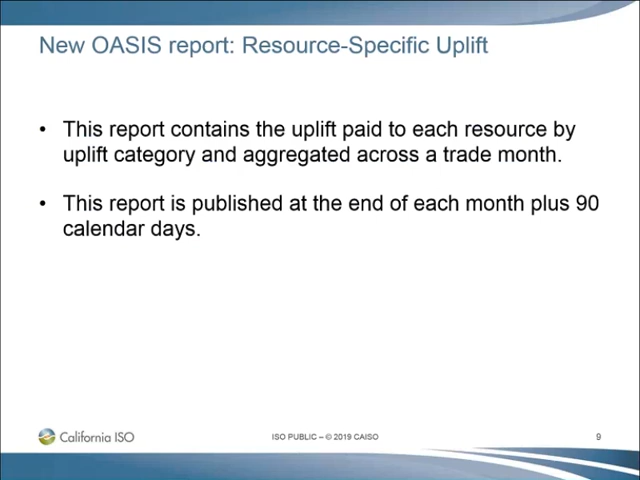 New OASIS report: Resource-Specific Uplift
• This report contains the uplift paid to each resource by
uplift category and aggregated across a trade month.
• This report is published at the end of each month plus 90
calendar days.
California ISO
ISO PUBLIC – © 2019 CAISO
9